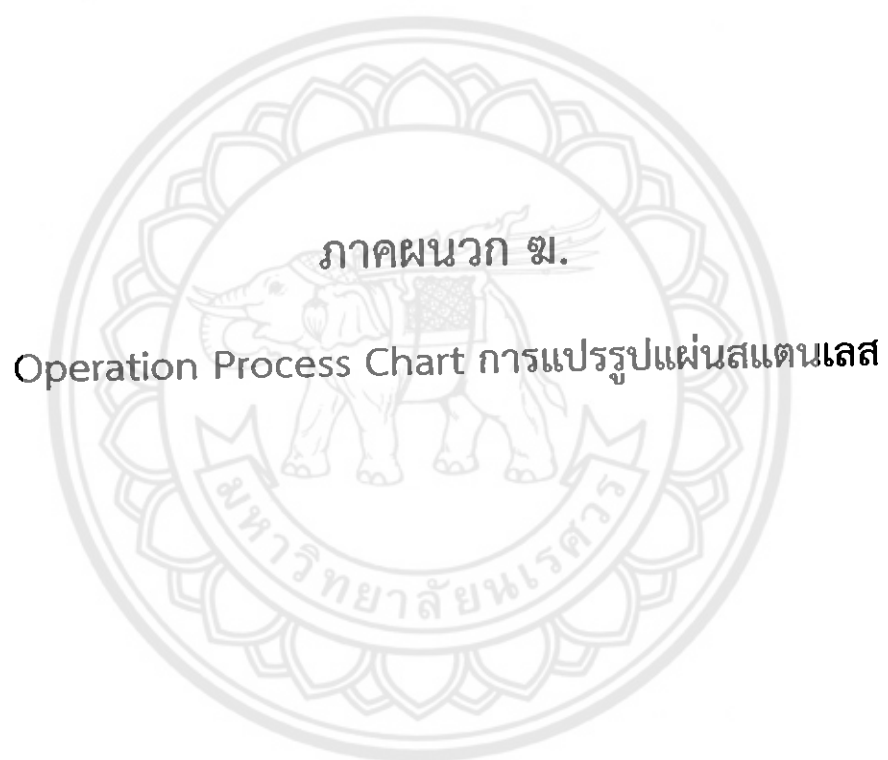 ภาคผนวก ฆ.
Operation Process Chart การแปรรูปแผ่นสแตนเลส
มหาวิทยาลัยนเรศวร